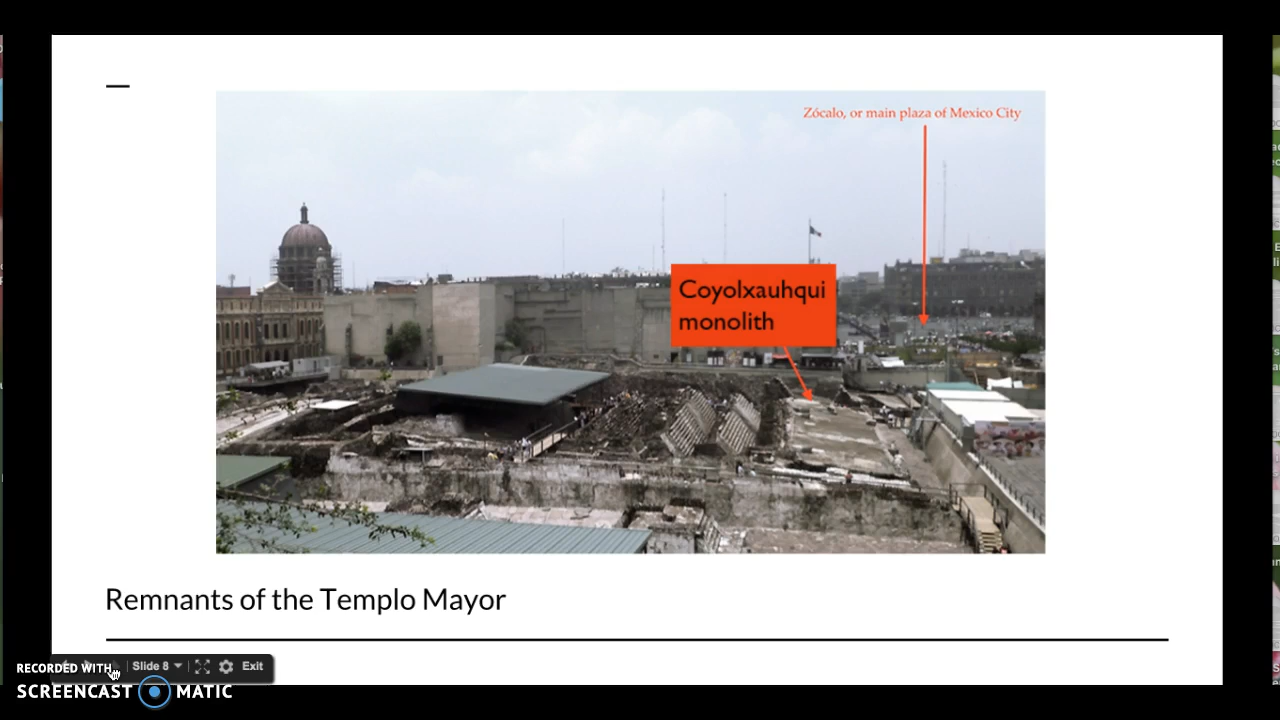 Zócalo, or main plaza of Mexico City
Coyolxauhqui
monolith
Remnants of the Templo Mayor
RECORDED WITH
Slide 8
Exit
SCREENCAST MATIC